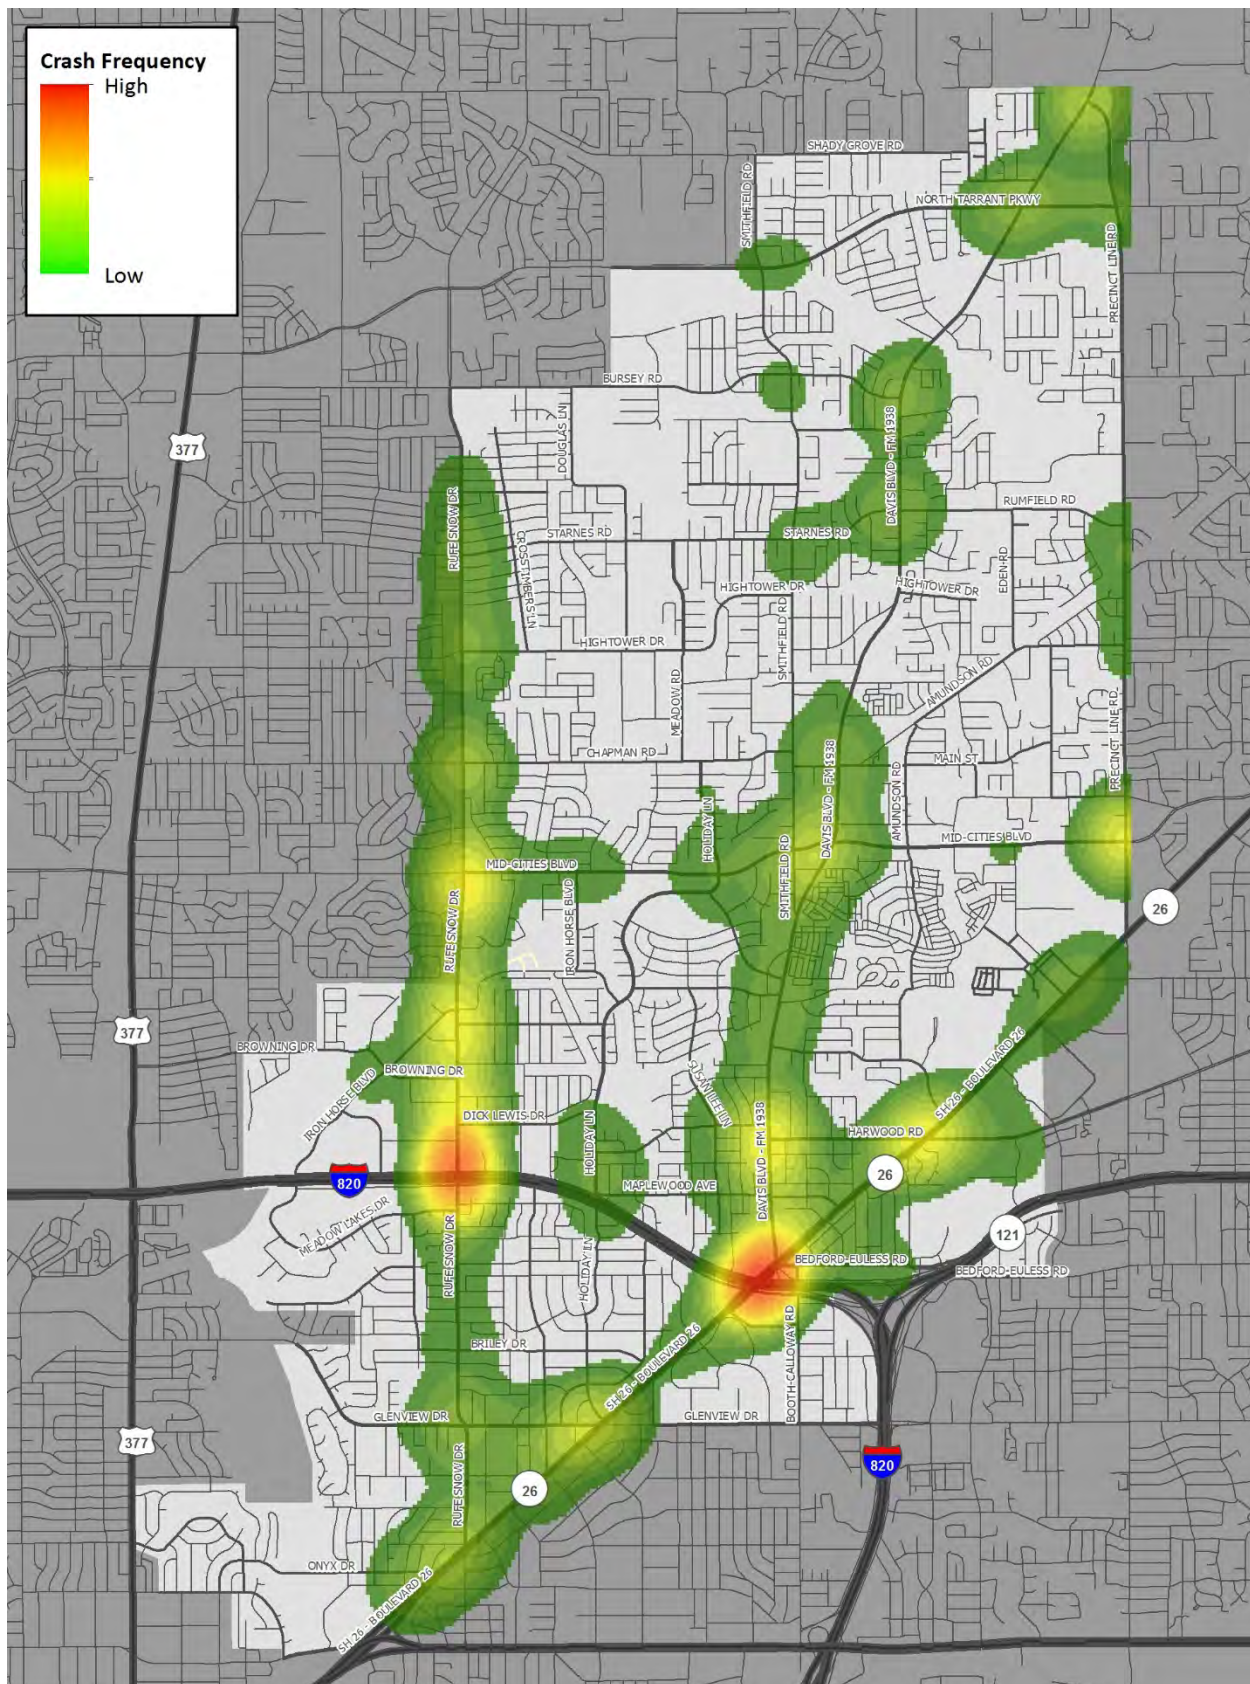 Crash Frequency
High
Low
SHADY GROVE RD
SMITHFIELD RD
NORTH TARRANT PKWY
PRECINCT LINE RD
BURSEY RD
DOUGLAS LN
377
DAVIS BLVD - FM 1938
RUFE SNOW DR
RUMFIELD RD
STARNES RD
STARNES RD
CROSSTIMBERS LN
EDEN RD
HIGHTOWER DR
HIGHTOWER DR
SMITHFIELD RD
HIGHTOWER DR
MEADOW RD
AMUNDSON RD
PRECINCT LINE RD
CHAPMAN RD
DAVIS BLVD - FM 1938
MAIN ST
AMUNDSON RD
HOLIDAY LN
MID-CITIES BLVD
MID-CITIES BLVD
SMITHFIELD RD
26
RUFE SNOW DR
IRON HORSE BLVD
377
BROWNING DR
BROWNING DR
IRON HORSE BLVD
SUSAN LEE LN
SH 26 - BOULEVARD 26
DICK LEWIS DR
HOLIDAY LN
DAVIS BLVD - FM 1938
HARWOOD RD
26
820
MAPLEWOOD AVE
MEADOW LAKES DR
RUFE SNOW DR
HOLIDAY LN
121
BEDFORD-EULESS RD
BEDFORD-EULESS RD
BRILEY DR
SH 26 - BOULEVARD 26
BOOTH-CALLOWAY RD
GLENVIEW DR
GLENVIEW DR
377
820
RUFE SNOW DR
26
ONYX DR
SH 26 - BOULEVARD 26